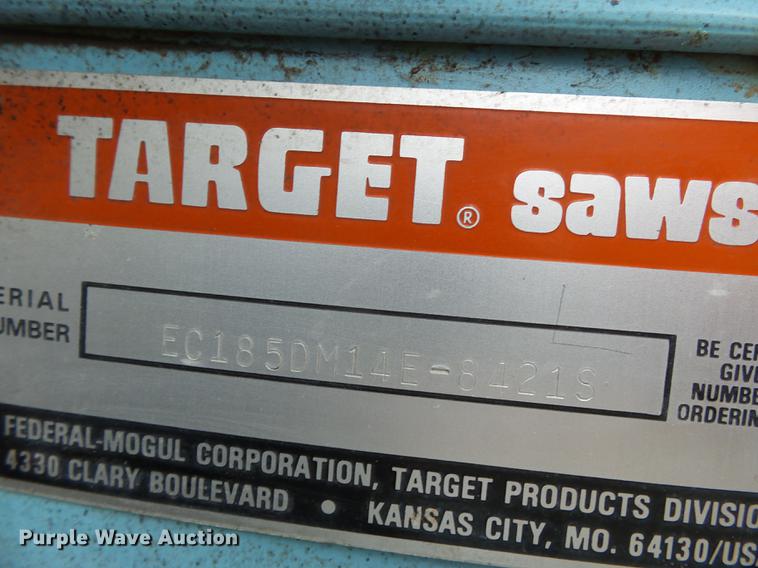 TARGET® saws
ERIAL
UMBER
EC185DM14E-8421S
BE CER
GIVE
NUMBE
ORDERIN
FEDERAL-MOGUL CORPORATION, TARGET PRODUCTS DIVISIO
4330 CLARY BOULEVARD • KANSAS CITY, MO. 64130/US
Purple Wave Auction